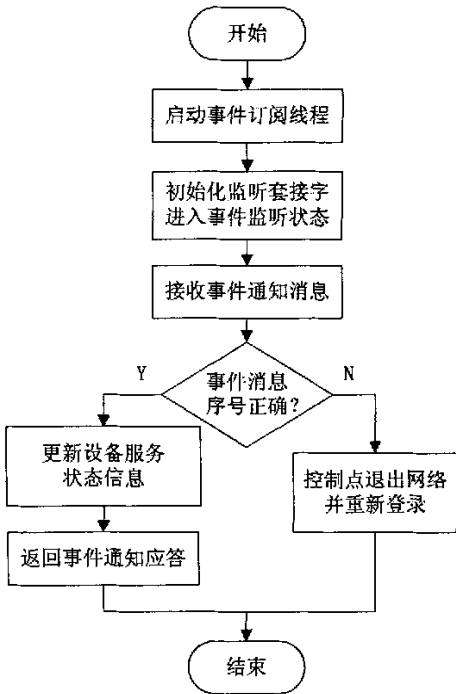 开始
启动事件订阅线程
初始化监听套接字
进入事件监听状态
接收事件通知消息
事件消息
序号正确?
Y
N
更新设备服务
状态信息
控制点退出网络
并重新登录
返回事件通知应答
结束